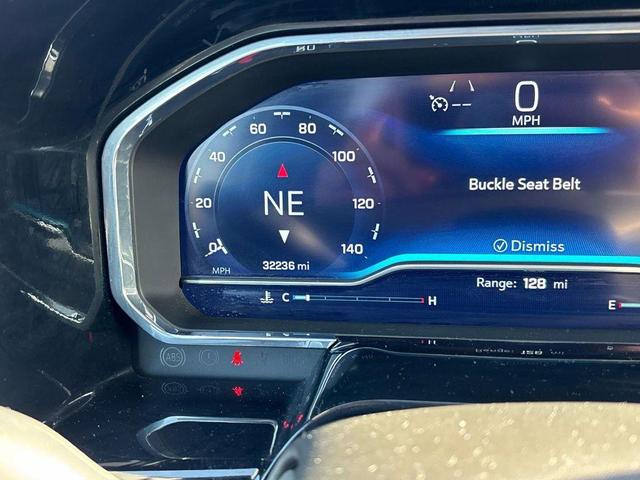 0
MPH
60 80
40 100
NE
20 120
0 140
MPH
32236 mi
Buckle Seat Belt
Dismiss
Range: 128 mi
C H
E
ABS